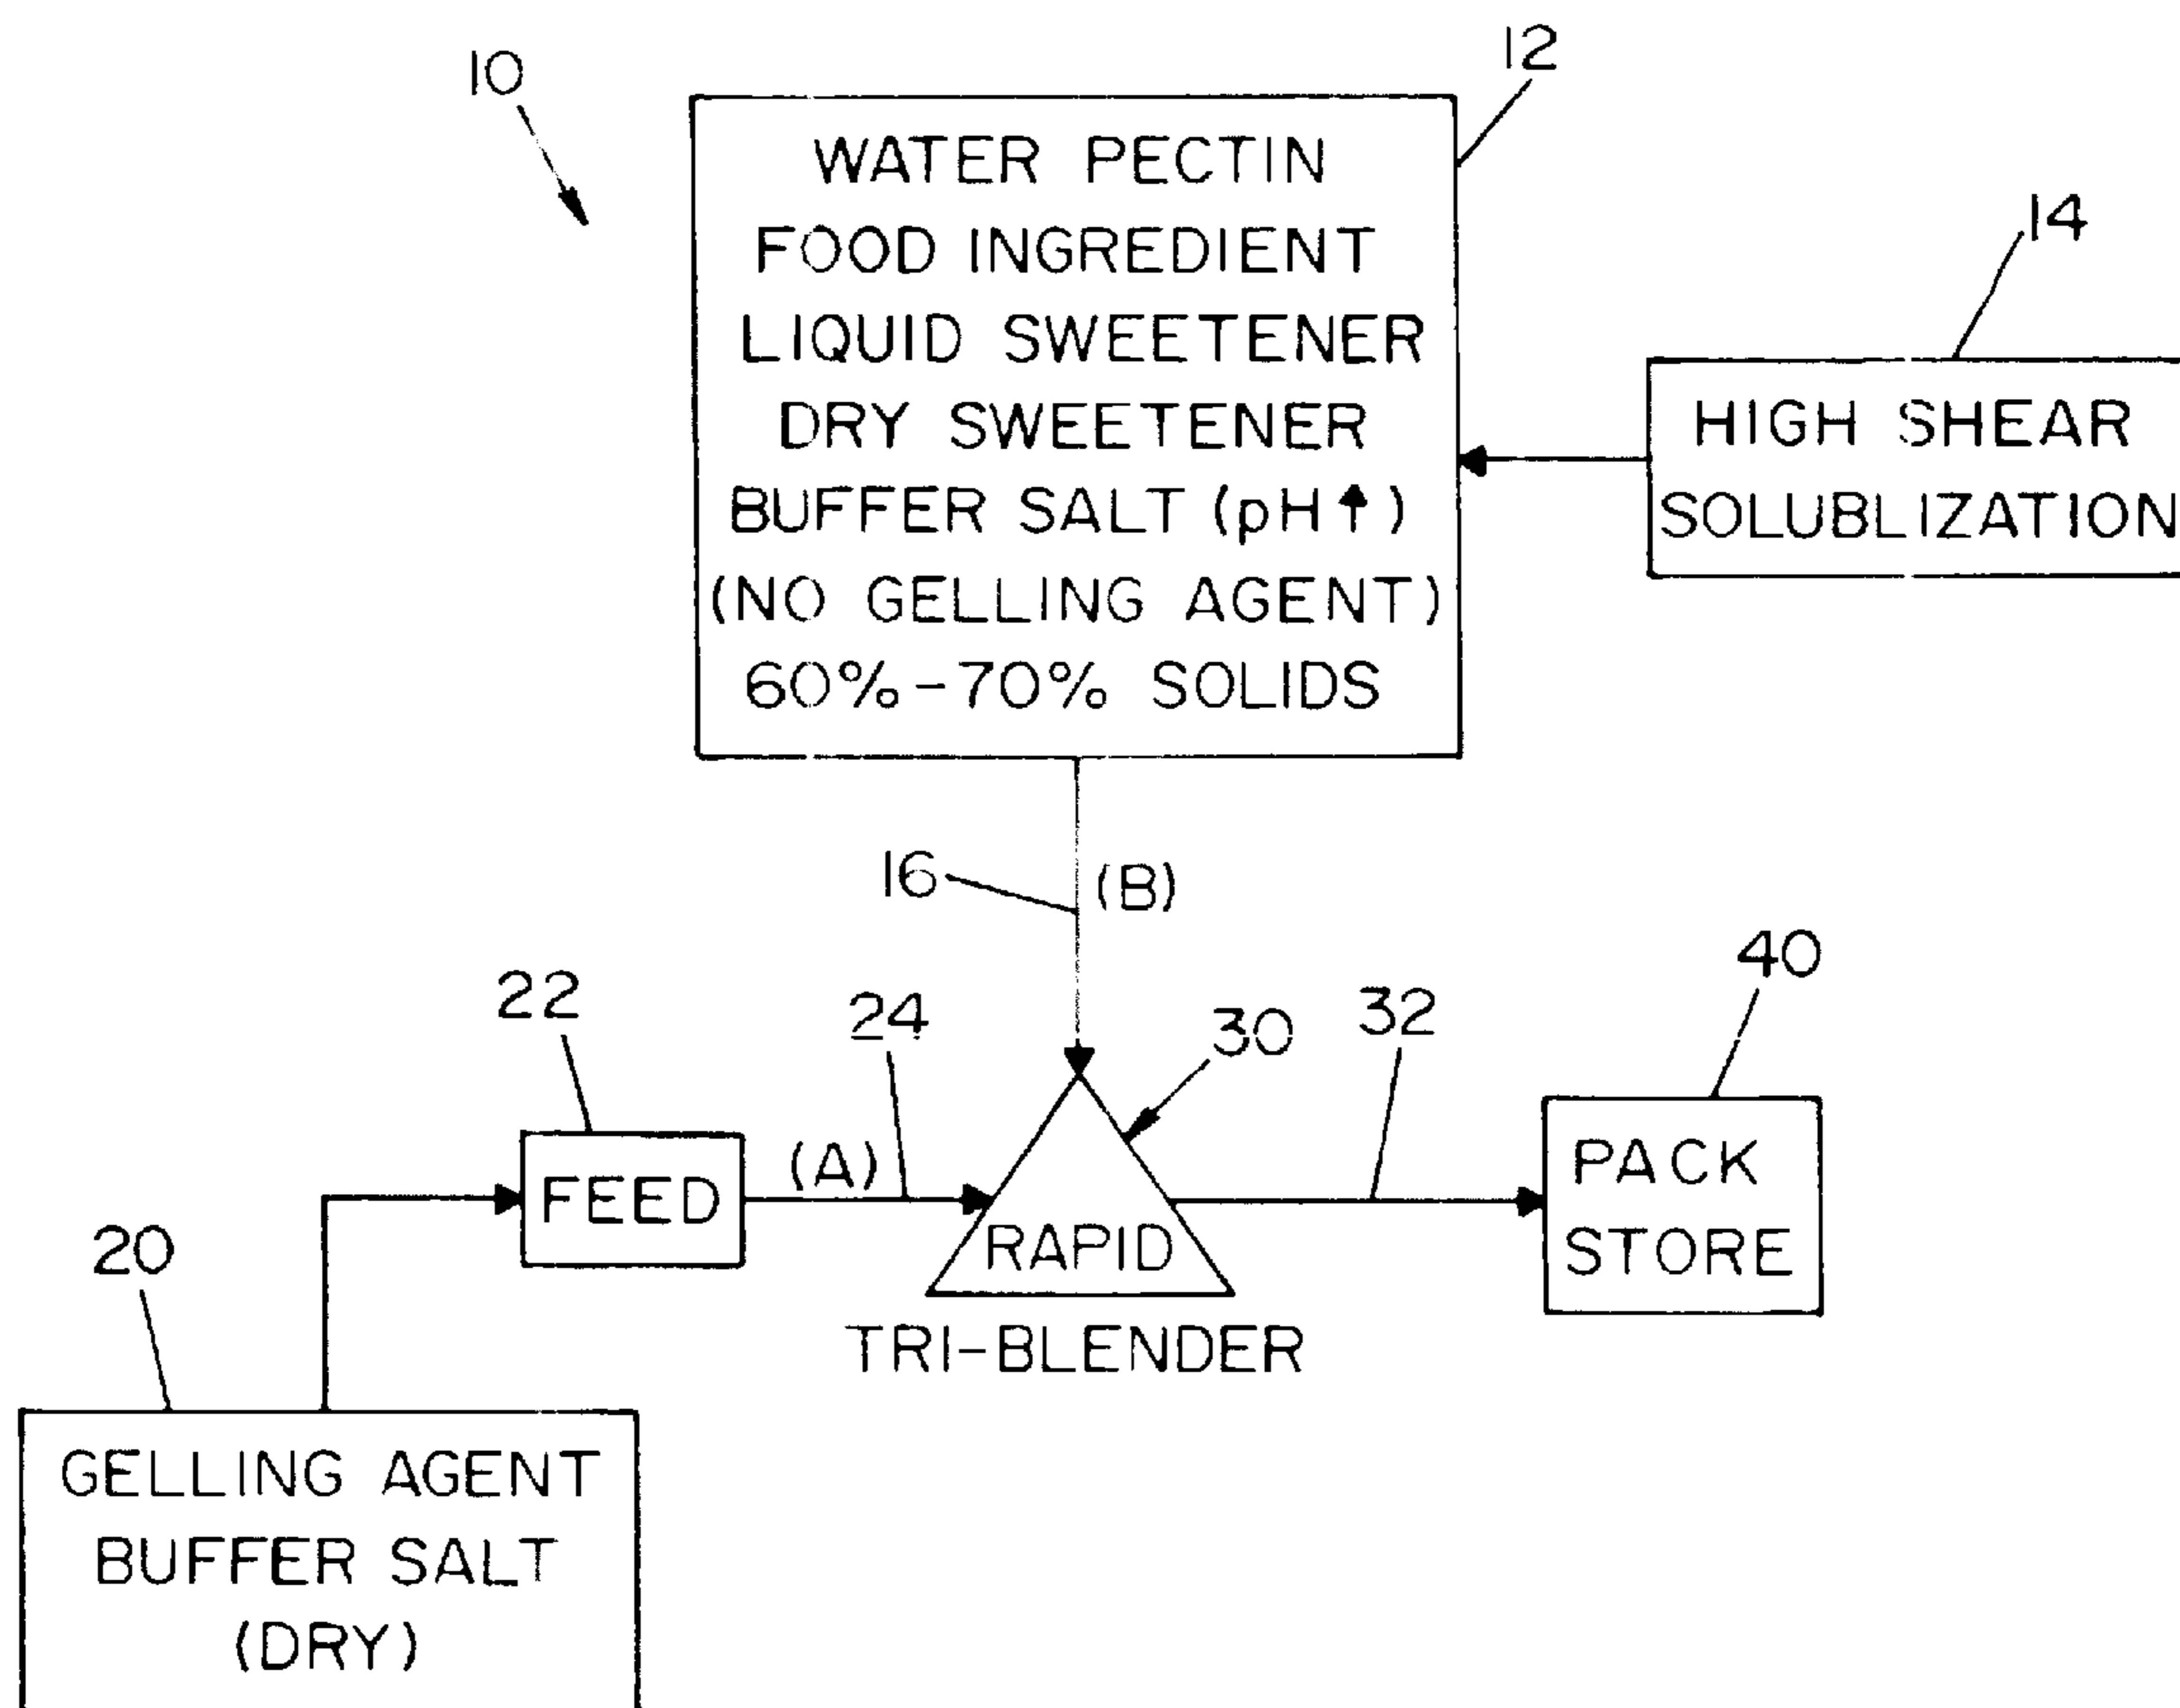 10
12
WATER PECTIN
FOOD INGREDIENT
LIQUID SWEETENER
DRY SWEETENER
BUFFER SALT (pH↑)
(NO GELLING AGENT)
60%-70% SOLIDS
14
HIGH SHEAR
SOLUBLIZATION
16
(B)
22
24
30
32
40
FEED
(A)
RAPID
TRI-BLENDER
PACK
STORE
20
GELLING AGENT
BUFFER SALT
(DRY)